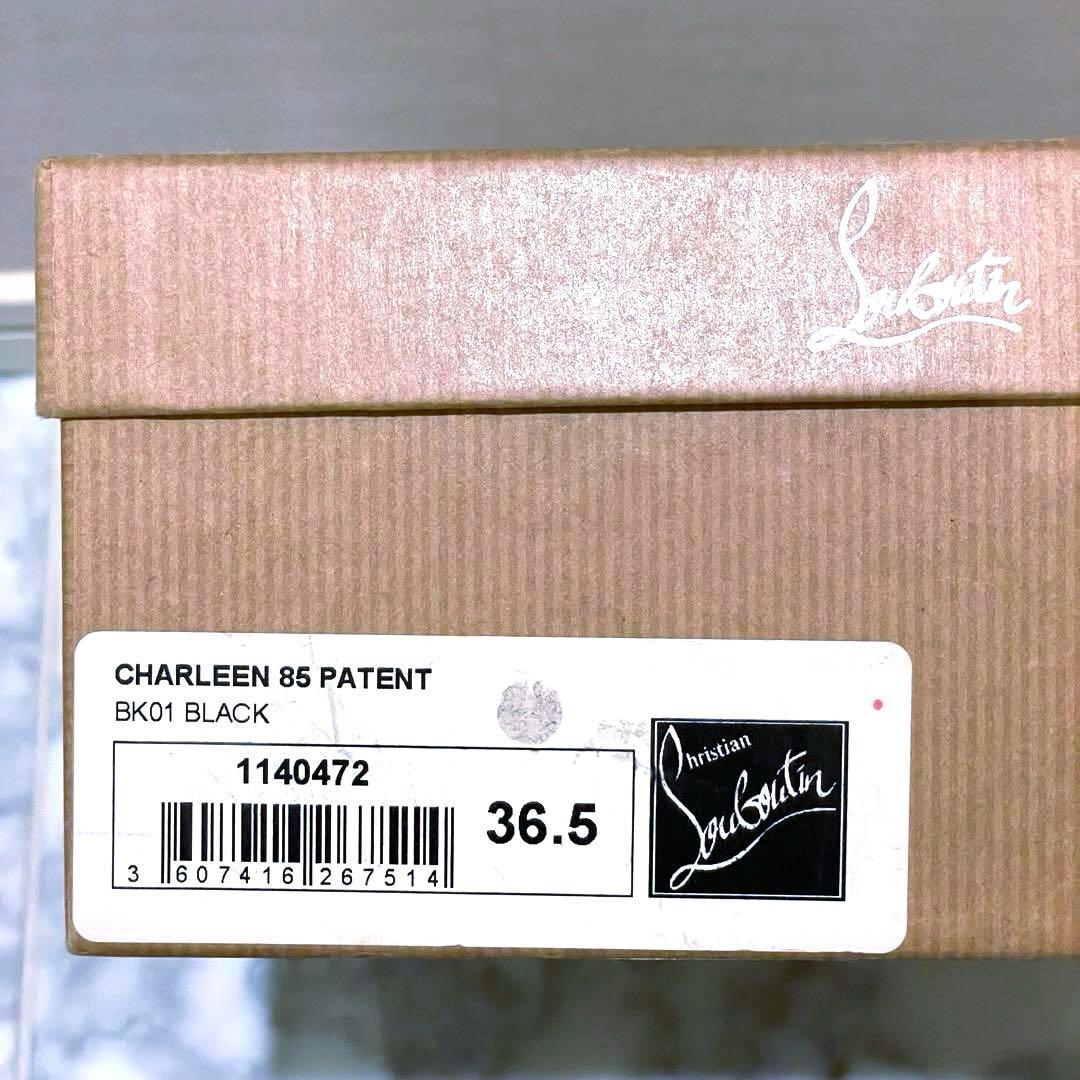 Louboutin
CHARLEEN 85 PATENT
BK01 BLACK
1140472
36.5
3 607416 267514
Christian
Louboutin